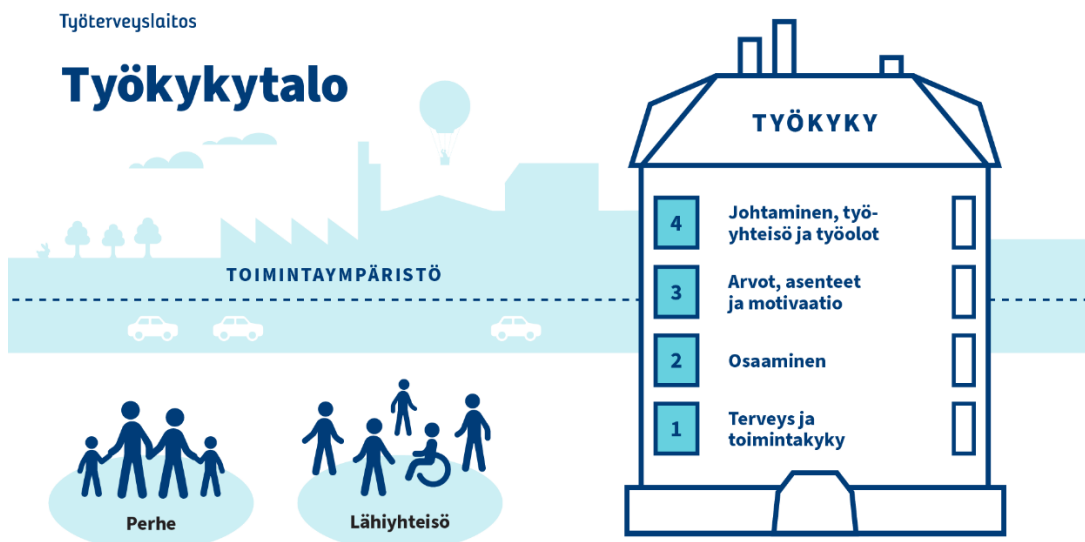 Työterveyslaitos
Työkykytalo
TYÖKYKY
4
Johtaminen, työ-
yhteisö ja työolot
3
Arvot, asenteet
ja motivaatio
2
Osaaminen
1
Terveys ja
toimintakyky
TOIMINTAYMPÄRISTÖ
Perhe
Lähiyhteisö